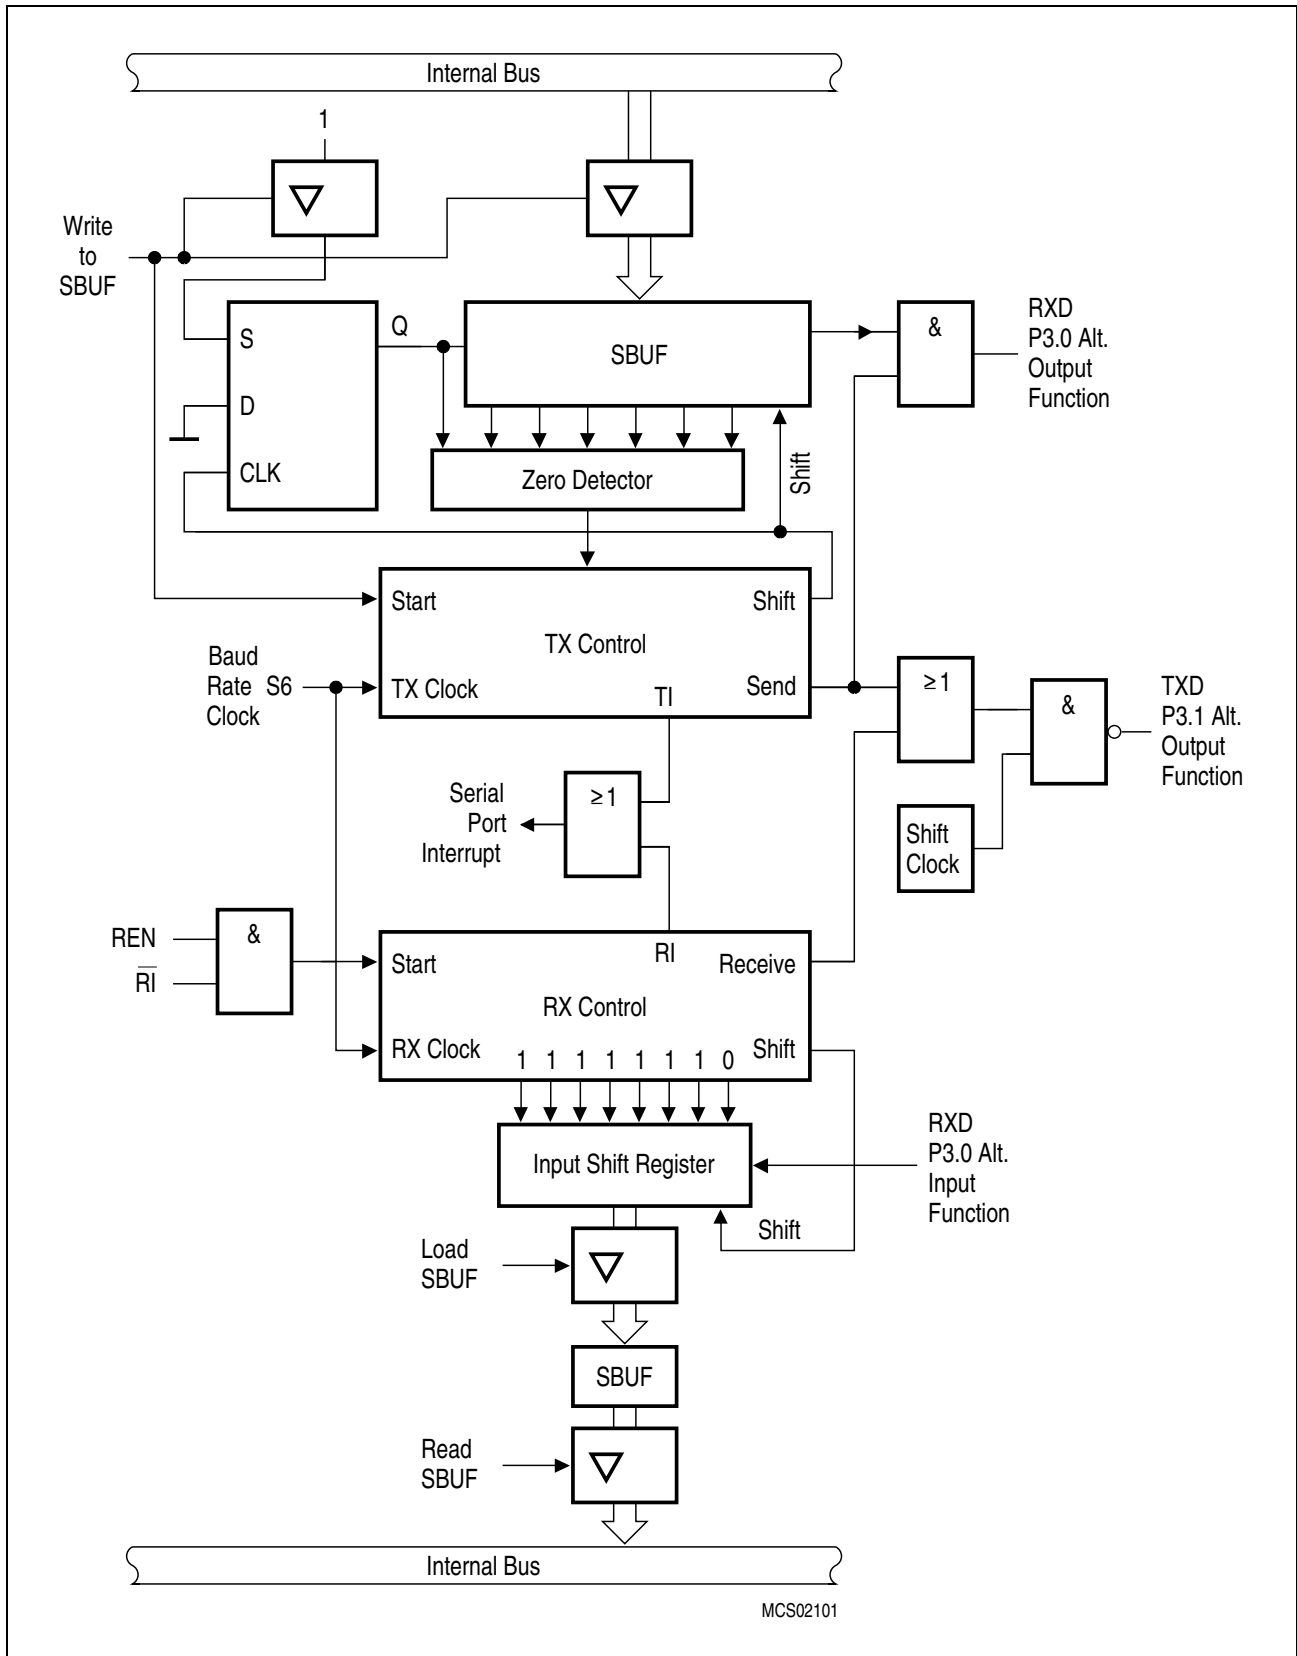 Internal Bus
1
Write
to
SBUF
S
D
CLK
Q
SBUF
&
RXD
P3.0 Alt.
Output
Function
Zero Detector
Shift
Start
Shift
TX Control
TX Clock
TI
Send
Baud
Rate S6
Clock
≥1
&
TXD
P3.1 Alt.
Output
Function
Serial
Port
Interrupt
≥1
Shift
Clock
REN
R̅I̅
&
Start
RI
Receive
RX Control
RX Clock
1 1 1 1 1 1 1 0
Shift
Input Shift Register
RXD
P3.0 Alt.
Input
Function
Shift
Load
SBUF
SBUF
Read
SBUF
Internal Bus
MCS02101